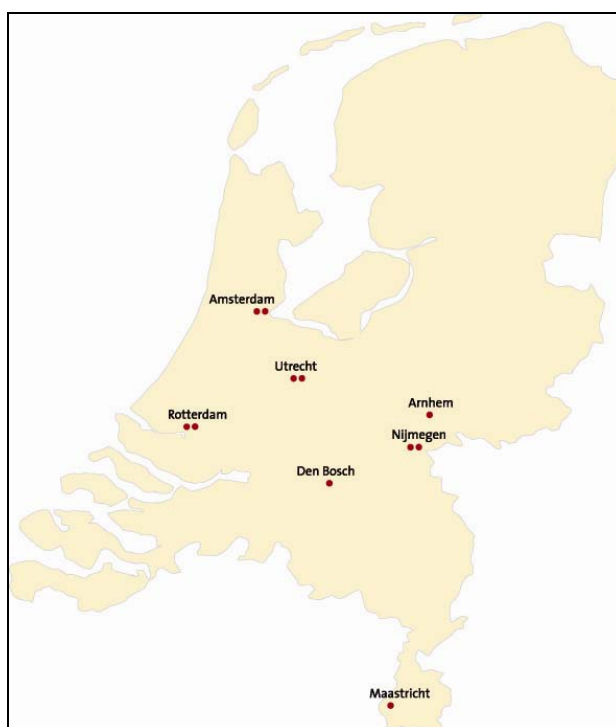 Amsterdam
Utrecht
Arnhem
Rotterdam
Nijmegen
Den Bosch
Maastricht